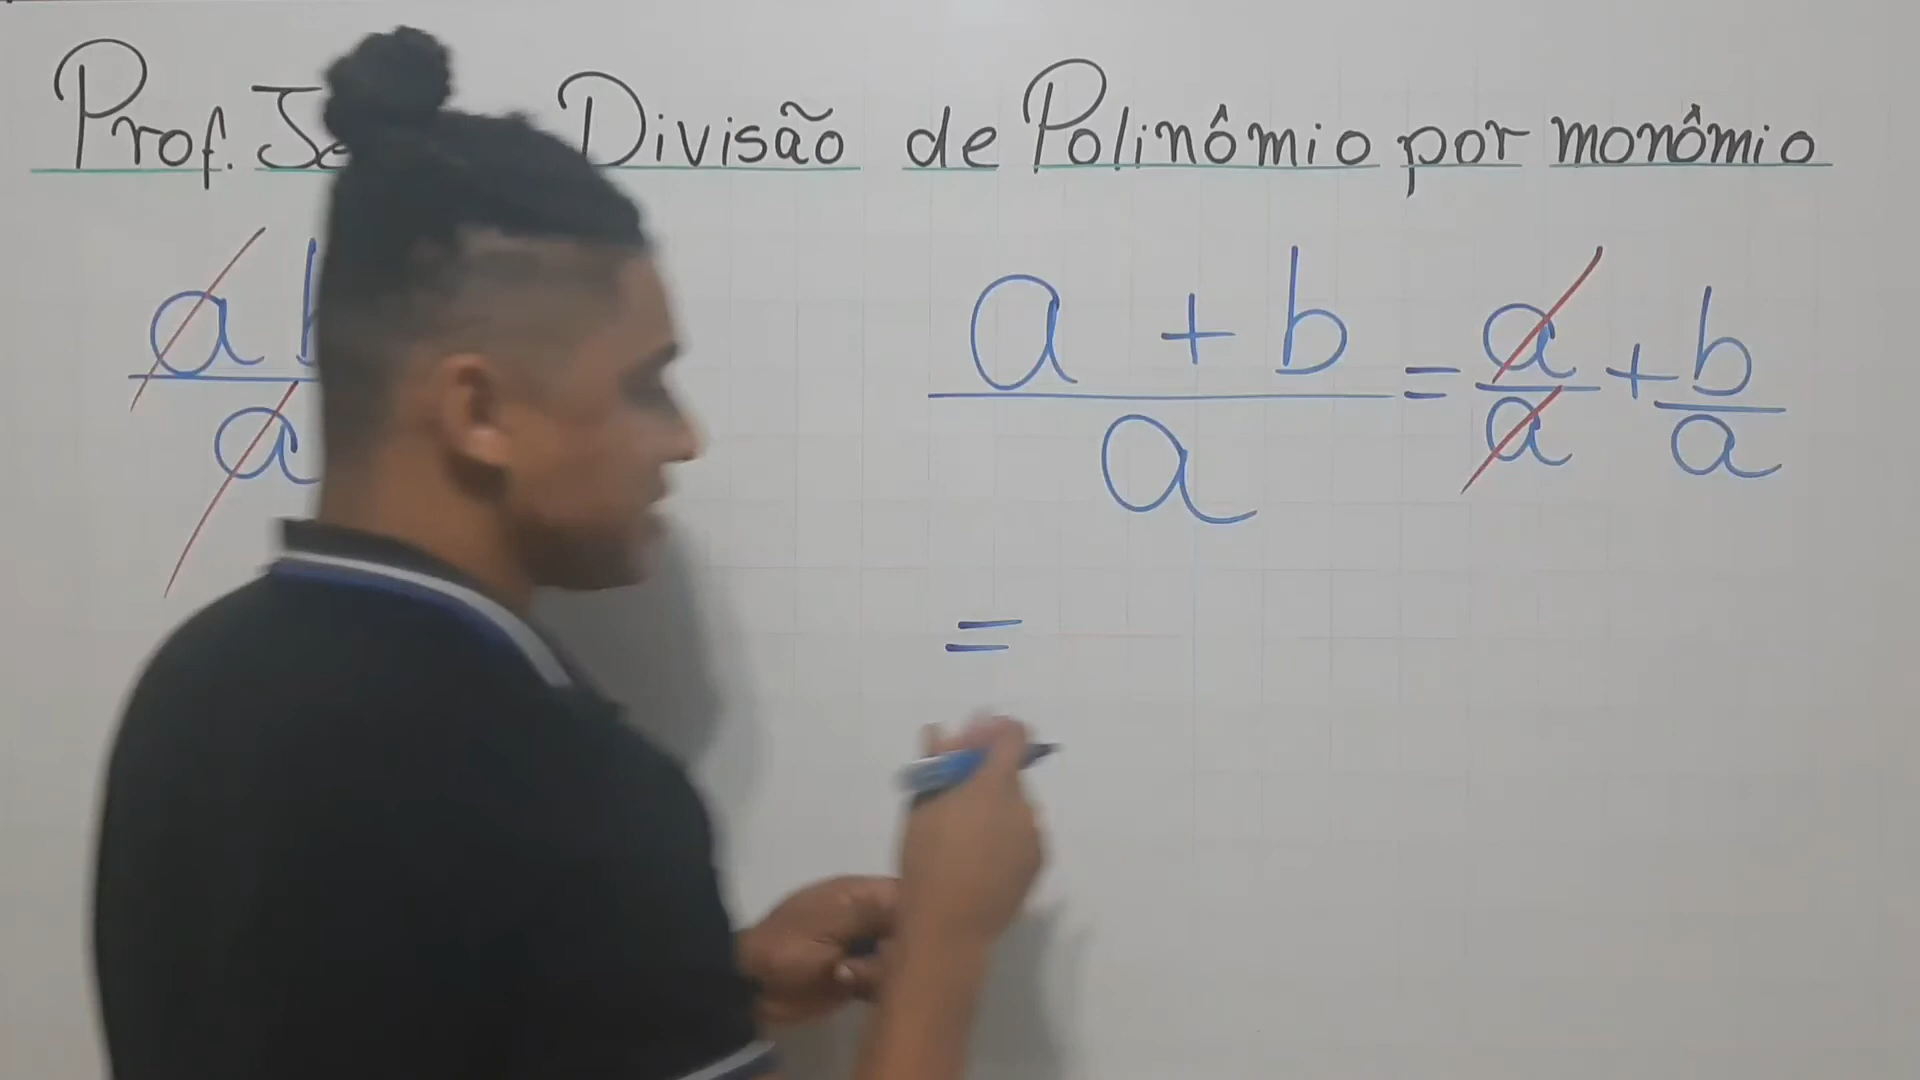 Prof. Divisão de Polinômio por monômio
a
a
a + b
a
= a/a + b/a
=